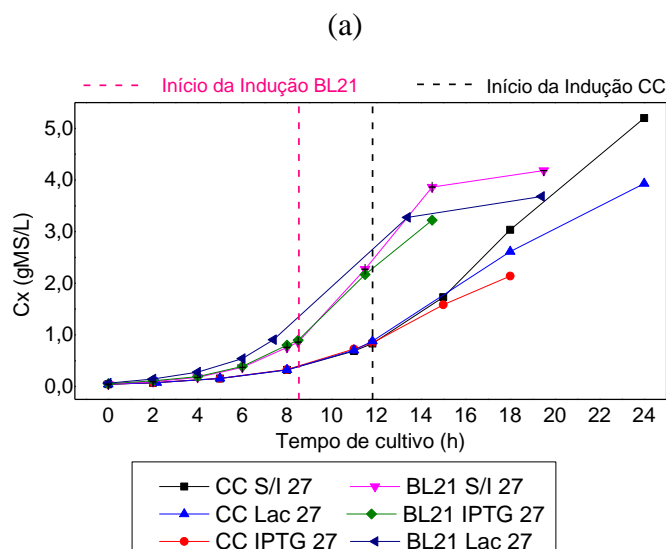 (a)
Início da Indução BL21 Início da Indução CC
5,0
4,0
3,0
2,0
1,0
0,0
Cx (gMS/L)
0 2 4 6 8 10 12 14 16 18 20 22 24
Tempo de cultivo (h)
CC S/I 27 BL21 S/I 27
CC Lac 27 BL21 IPTG 27
CC IPTG 27 BL21 Lac 27